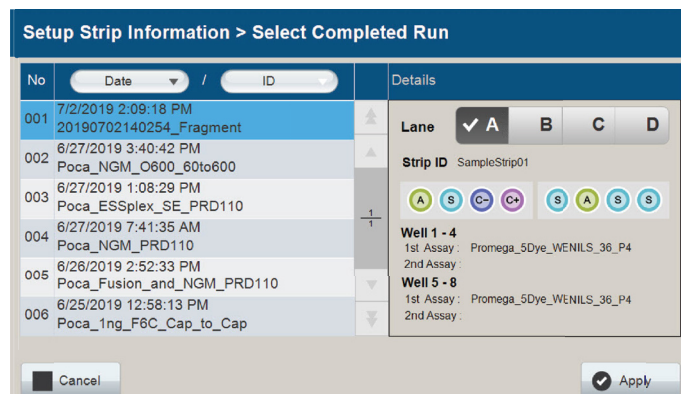 Setup Strip Information > Select Completed Run
No Date / ID Details
001 7/2/2019 2:09:18 PM
20190702140254_Fragment
002 6/27/2019 3:40:42 PM
Poca_NGM_O600_60to600
003 6/27/2019 1:08:29 PM
Poca_ESSplex_SE_PRD110
004 6/27/2019 7:41:35 AM
Poca_NGM_PRD110
005 6/26/2019 2:52:33 PM
Poca_Fusion_and_NGM_PRD110
006 6/25/2019 12:58:13 PM
Poca_1ng_F6C_Cap_to_Cap
1
1
Lane A B C D
Strip ID SampleStrip01
A S C- C+ S A S S
Well 1 - 4
1st Assay : Promega_5Dye_WENILS_36_P4
2nd Assay :
Well 5 - 8
1st Assay : Promega_5Dye_WENILS_36_P4
2nd Assay :
Cancel Apply